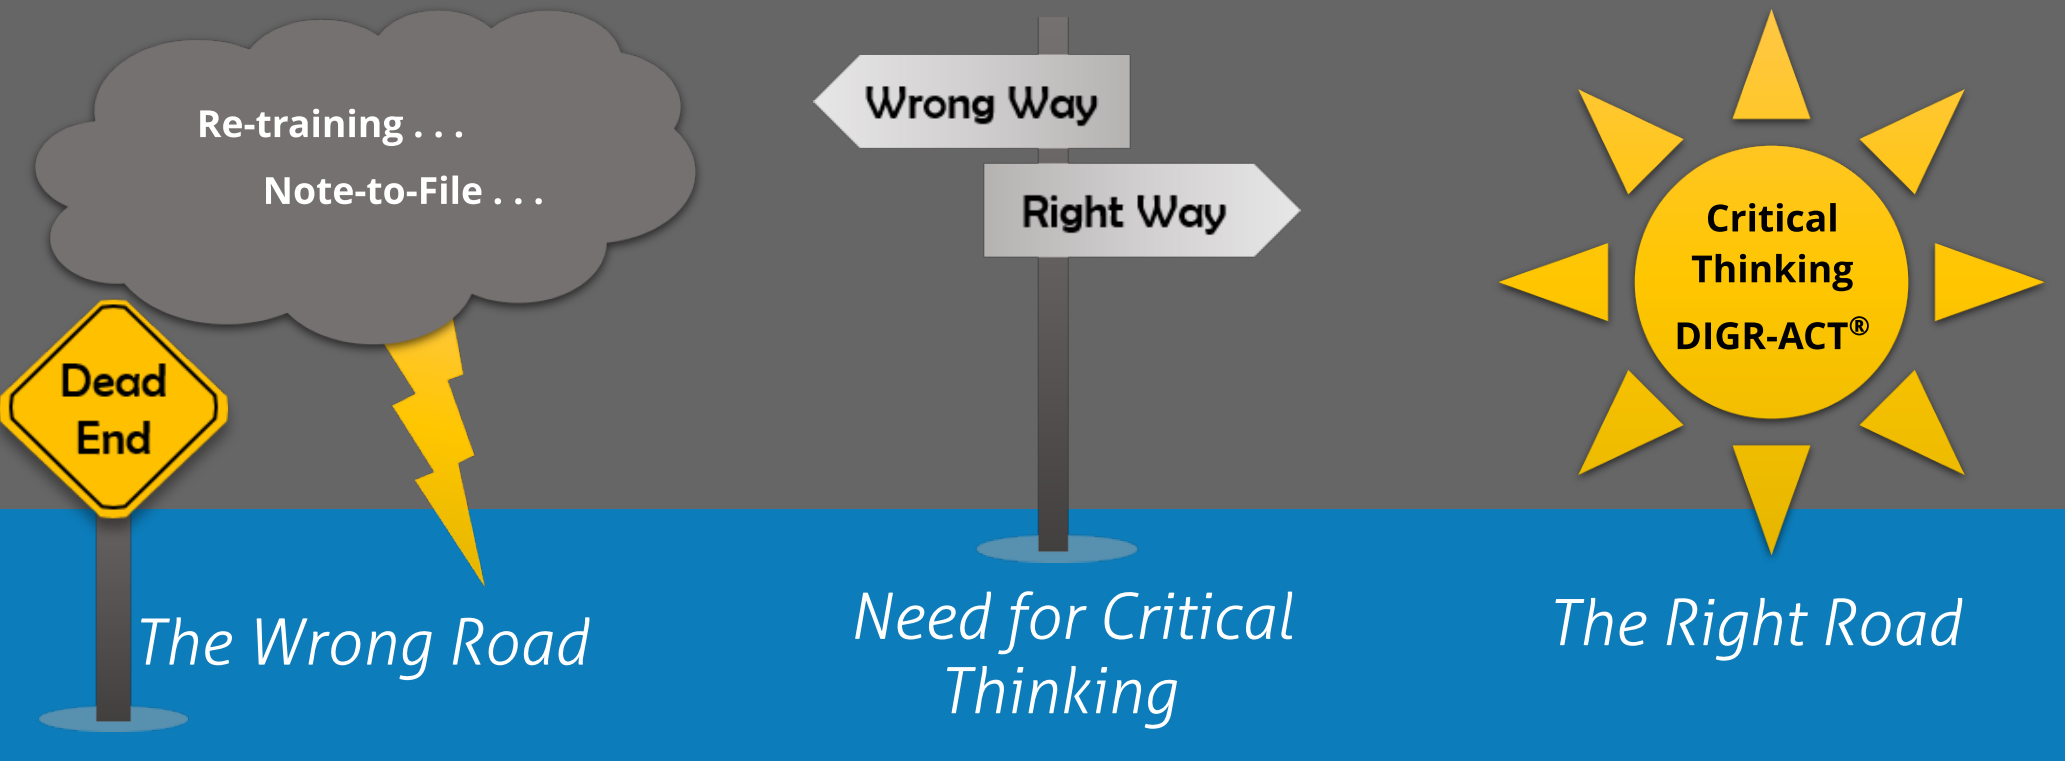 Re-training . . .
Note-to-File . . .
Dead
End
The Wrong Road
Wrong Way
Right Way
Need for Critical
Thinking
Critical
Thinking
DIGR-ACT®
The Right Road